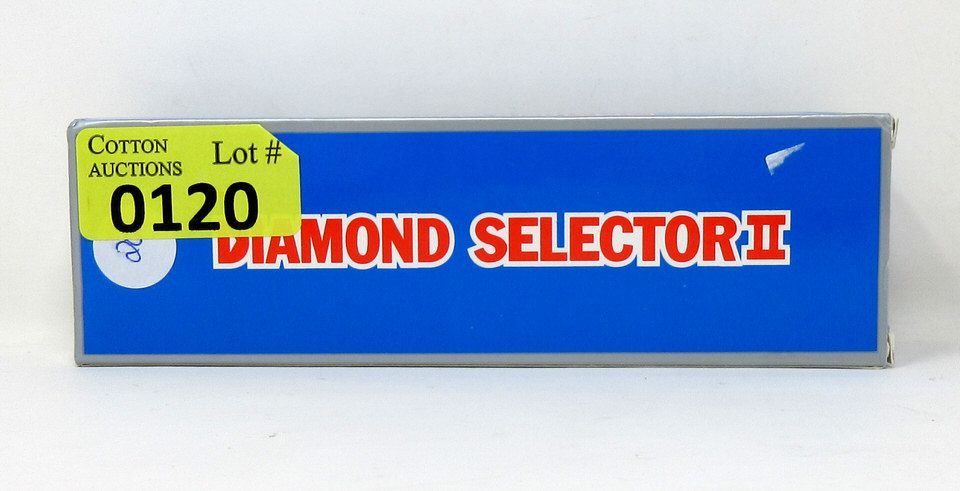 COTTON
AUCTIONS
Lot #
0120
DIAMOND SELECTOR II